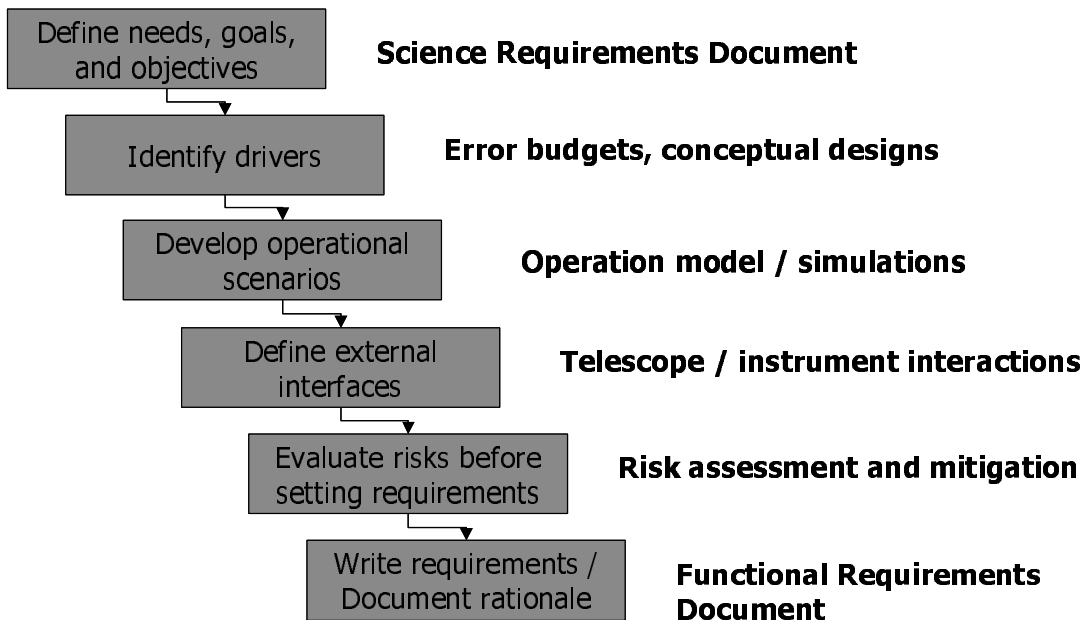 Define needs, goals,
and objectives
Science Requirements Document
Identify drivers
Error budgets, conceptual designs
Develop operational
scenarios
Operation model / simulations
Define external
interfaces
Telescope / instrument interactions
Evaluate risks before
setting requirements
Risk assessment and mitigation
Write requirements /
Document rationale
Functional Requirements
Document